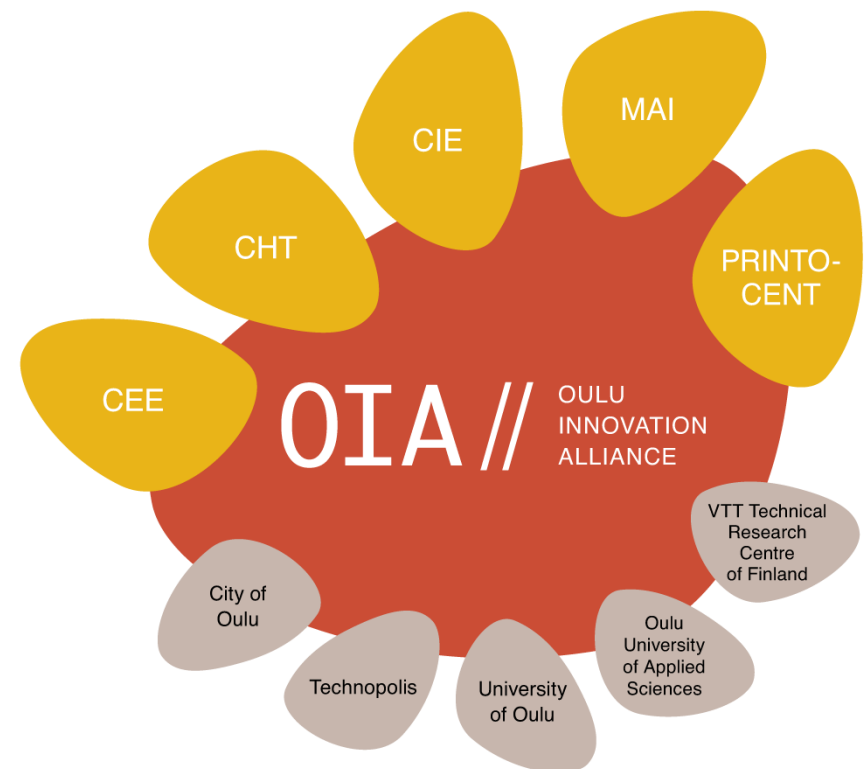 MAI
CIE
CHT
PRINTO-
CENT
CEE
OIA//
OULU
INNOVATION
ALLIANCE
VTT Technical
Research
Centre
of Finland
City of
Oulu
Oulu
University
of Applied
Sciences
Technopolis
University
of Oulu